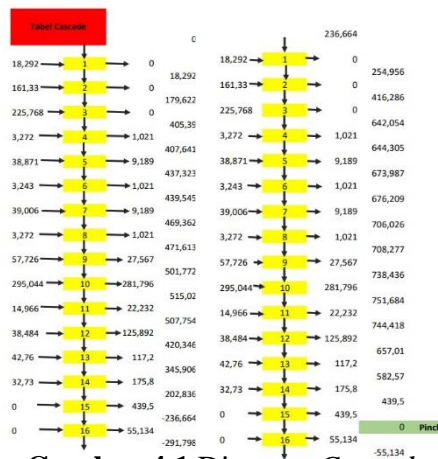 Tabel Cascade
0
18,292 1 0
18,292
161,33 2 0
179,622
225,768 3 0
405,39
3,272 4 1,021
407,641
38,871 5 9,189
437,323
3,243 6 1,021
439,545
39,006 7 9,189
469,362
3,272 8 1,021
471,613
57,726 9 27,567
501,772
295,044 10 281,796
515,02
14,966 11 22,232
507,754
38,484 12 125,892
420,346
42,76 13 117,2
345,906
32,73 14 175,8
202,836
0 15 439,5
-236,664
0 16 55,134
-291,798
236,664
18,292 1 0
254,956
161,33 2 0
416,286
225,768 3 0
642,054
3,272 4 1,021
644,305
38,871 5 9,189
673,987
3,243 6 1,021
676,209
39,006 7 9,189
706,026
3,272 8 1,021
708,277
57,726 9 27,567
738,436
295,044 10 281,796
751,684
14,966 11 22,232
744,418
38,484 12 125,892
657,01
42,76 13 117,2
582,57
32,73 14 175,8
439,5
0 15 439,5
0 Pinch
0 16 55,134
-55,134
Gambar 4.1 Diagram Cascade